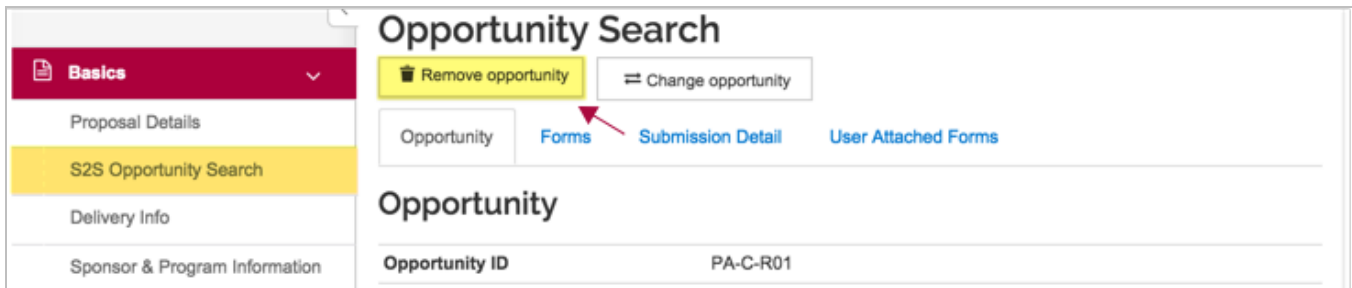 Opportunity Search
Basics
Remove opportunity
Change opportunity
Proposal Details
Opportunity
Forms
Submission Detail
User Attached Forms
S2S Opportunity Search
Opportunity
Delivery Info
Sponsor & Program Information
Opportunity ID
PA-C-R01